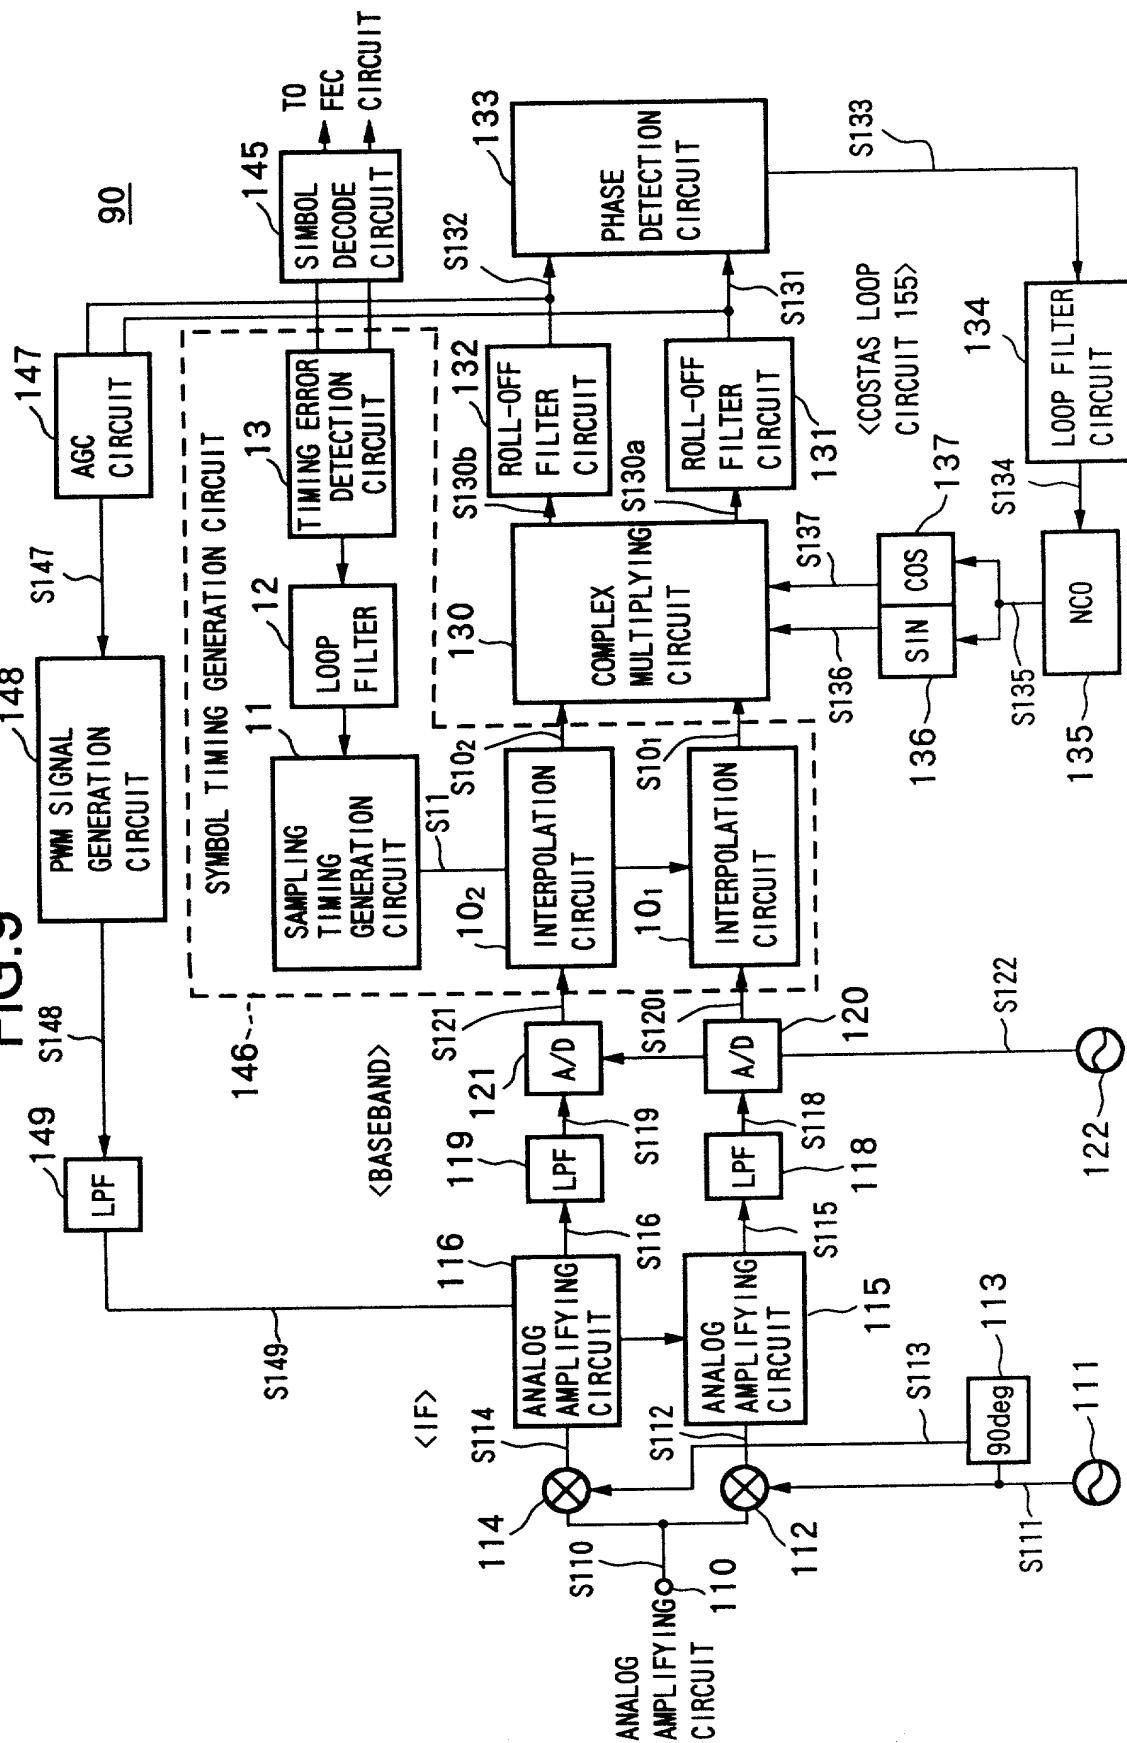 FIG.9
90
149
LPF
S148
148
PWM SIGNAL
GENERATION
CIRCUIT
S147
147
AGC
CIRCUIT
S149
146
SYMBOL TIMING GENERATION CIRCUIT
11
SAMPLING
TIMING
GENERATION
CIRCUIT
12
LOOP
FILTER
13
TIMING ERROR
DETECTION
CIRCUIT
145
SIMBOL
DECODE
CIRCUIT
TO
FEC
CIRCUIT
S11
<IF>
<BASEBAND>
114
S114
116
ANALOG
AMPLIFYING
CIRCUIT
S116
119
LPF
S119
121
A/D
S121
102
INTERPOLATION
CIRCUIT
S102
130
COMPLEX
MULTIPLYING
CIRCUIT
S130b
132
ROLL-OFF
FILTER
CIRCUIT
S132
133
PHASE
DETECTION
CIRCUIT
ANALOG
AMPLIFYING
CIRCUIT
110
S110
112
S112
ANALOG
AMPLIFYING
CIRCUIT
115
S115
LPF
118
S118
A/D
120
S120
101
INTERPOLATION
CIRCUIT
S101
S130a
ROLL-OFF
FILTER
CIRCUIT
131
S131
S133
111
S111
90deg
113
S113
122
S122
S136
S137
136
SIN
COS
137
<COSTAS LOOP
CIRCUIT 155>
S135
135
NCO
S134
134
LOOP FILTER
CIRCUIT